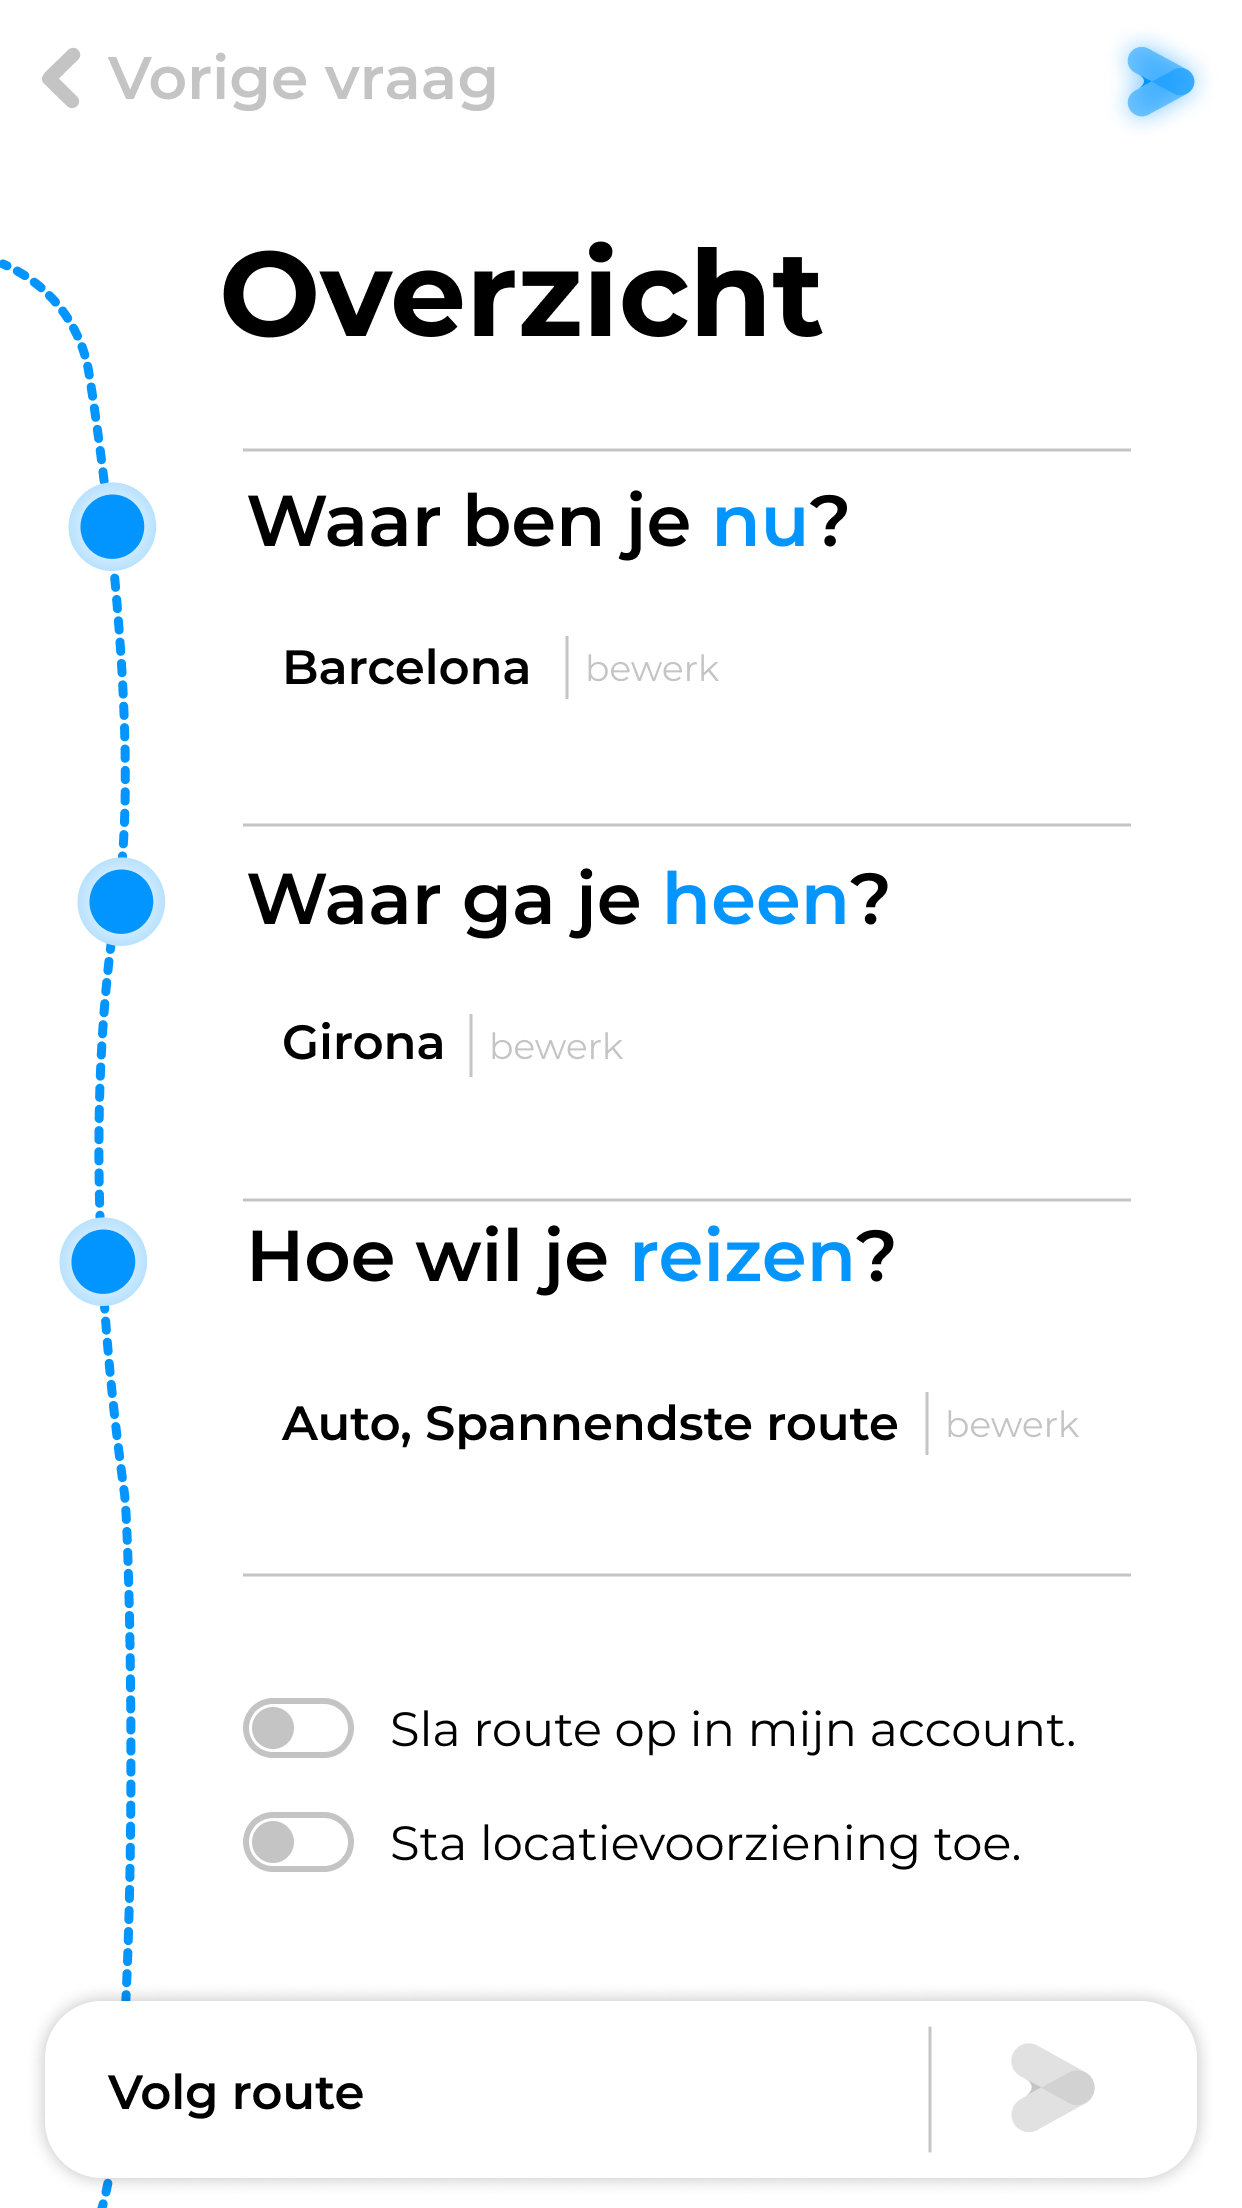 Vorige vraag
Overzicht
Waar ben je nu?
Barcelona
bewerk
Waar ga je heen?
Girona
bewerk
Hoe wil je reizen?
Auto, Spannendste route
bewerk
Sla route op in mijn account.
Sta locatievoorziening toe.
Volg route